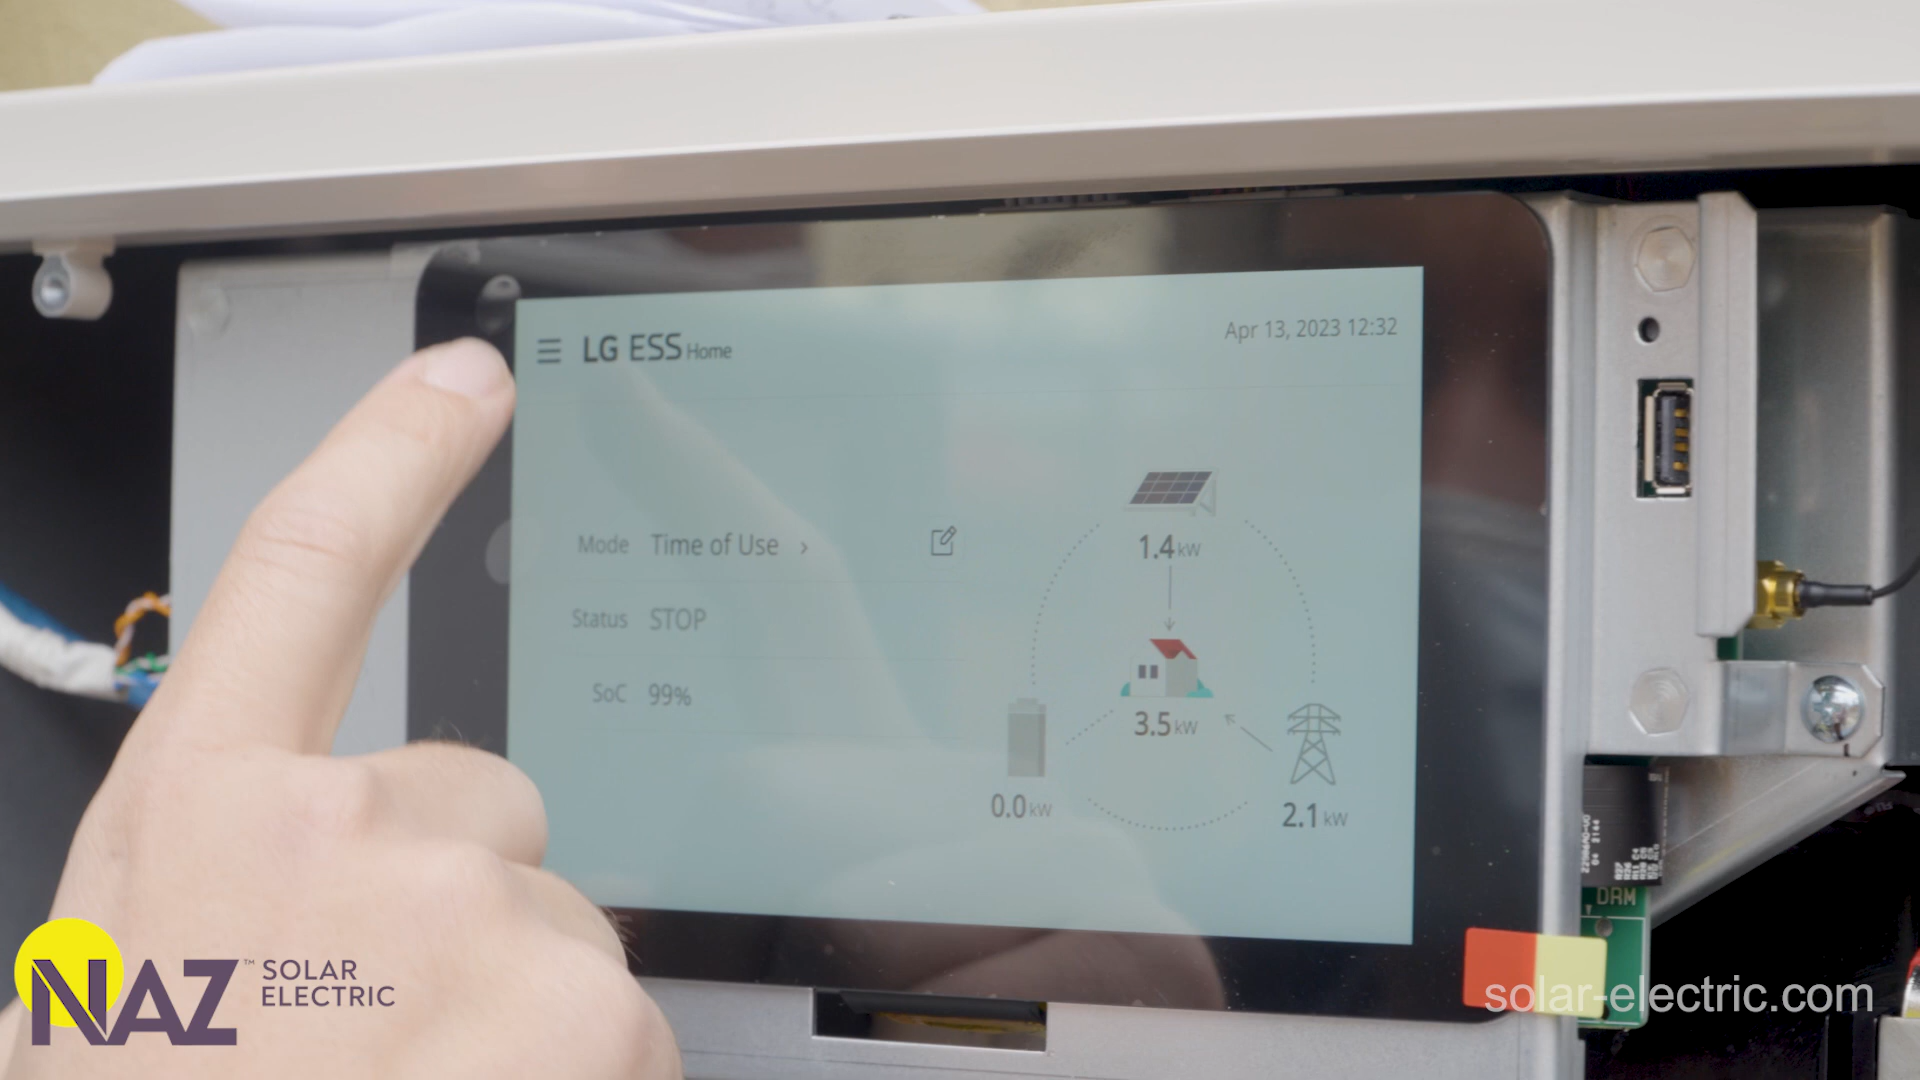 LG ESS Home
Apr 13, 2023 12:32
Mode Time of Use >
Status STOP
SoC 99%
1.4 kW
3.5 kW
0.0 kW
2.1 kW
DRM
NAZ™ SOLAR ELECTRIC
solar-electric.com